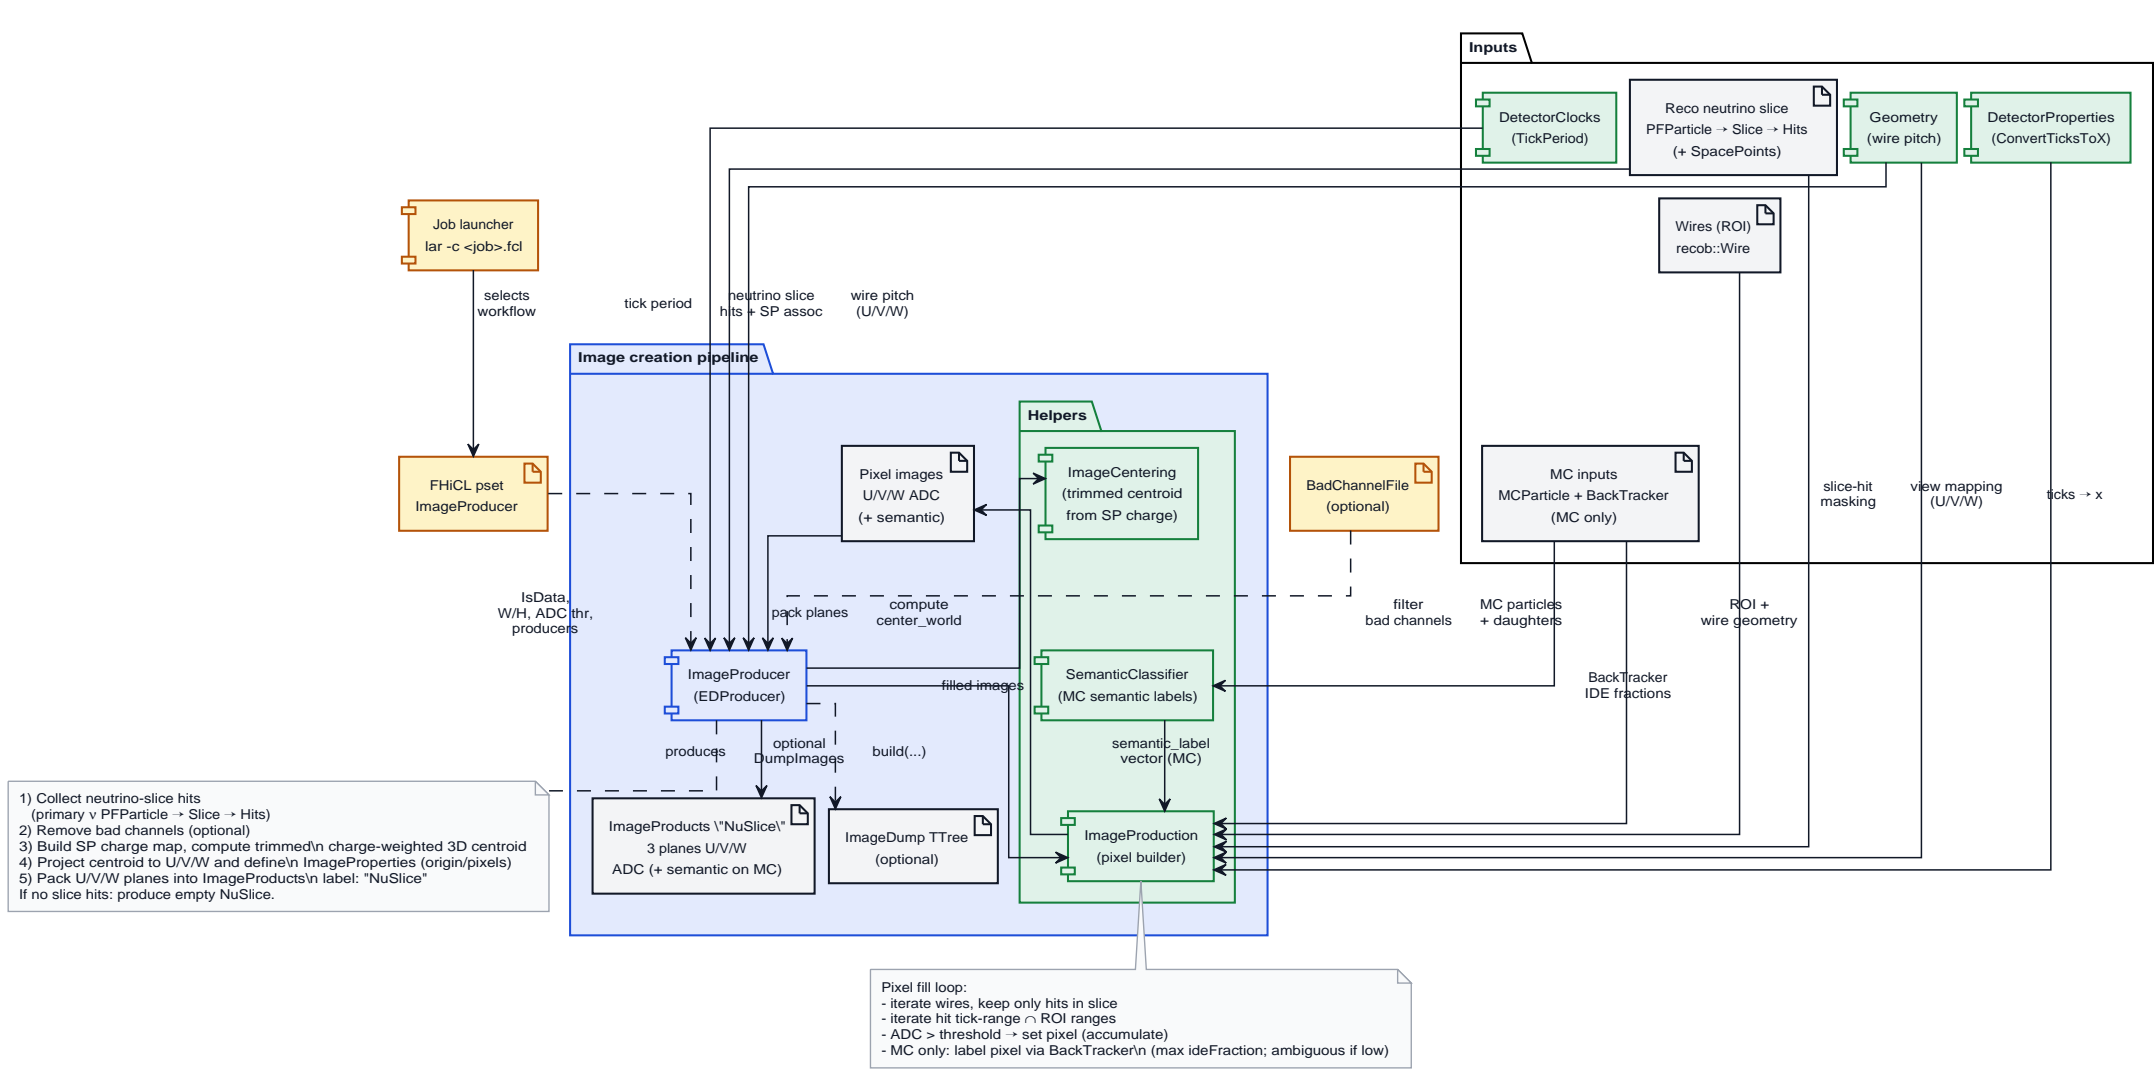 Inputs
DetectorClocks
(TickPeriod)
Reco neutrino slice
PFParticle → Slice → Hits
(+ SpacePoints)
Geometry
(wire pitch)
DetectorProperties
(ConvertTicksToX)
Wires (ROI)
recob::Wire
Job launcher
lar -c <job>.fcl
selects
workflow
tick period
neutrino slice
hits + SP assoc
wire pitch
(U/V/W)
Image creation pipeline
Helpers
FHiCL pset
ImageProducer
Pixel images
U/V/W ADC
(+ semantic)
ImageCentering
(trimmed centroid
from SP charge)
BadChannelFile
(optional)
MC inputs
MCParticle + BackTracker
(MC only)
slice-hit
masking
view mapping
(U/V/W)
ticks → x
IsData,
W/H, ADC thr,
producers
pack planes
compute
center_world
filter
bad channels
MC particles
+ daughters
ROI +
wire geometry
ImageProducer
(EDProducer)
filled images
SemanticClassifier
(MC semantic labels)
BackTracker
IDE fractions
produces
optional
DumpImages
build(...)
semantic_label
vector (MC)
1) Collect neutrino-slice hits
(primary ν PFParticle → Slice → Hits)
2) Remove bad channels (optional)
3) Build SP charge map, compute trimmed\n charge-weighted 3D centroid
4) Project centroid to U/V/W and define\n ImageProperties (origin/pixels)
5) Pack U/V/W planes into ImageProducts\n label: "NuSlice"
If no slice hits: produce empty NuSlice.
ImageProducts \"NuSlice\"
3 planes U/V/W
ADC (+ semantic on MC)
ImageDump TTree
(optional)
ImageProduction
(pixel builder)
Pixel fill loop:
- iterate wires, keep only hits in slice
- iterate hit tick-range ∩ ROI ranges
- ADC > threshold → set pixel (accumulate)
- MC only: label pixel via BackTracker\n (max ideFraction; ambiguous if low)